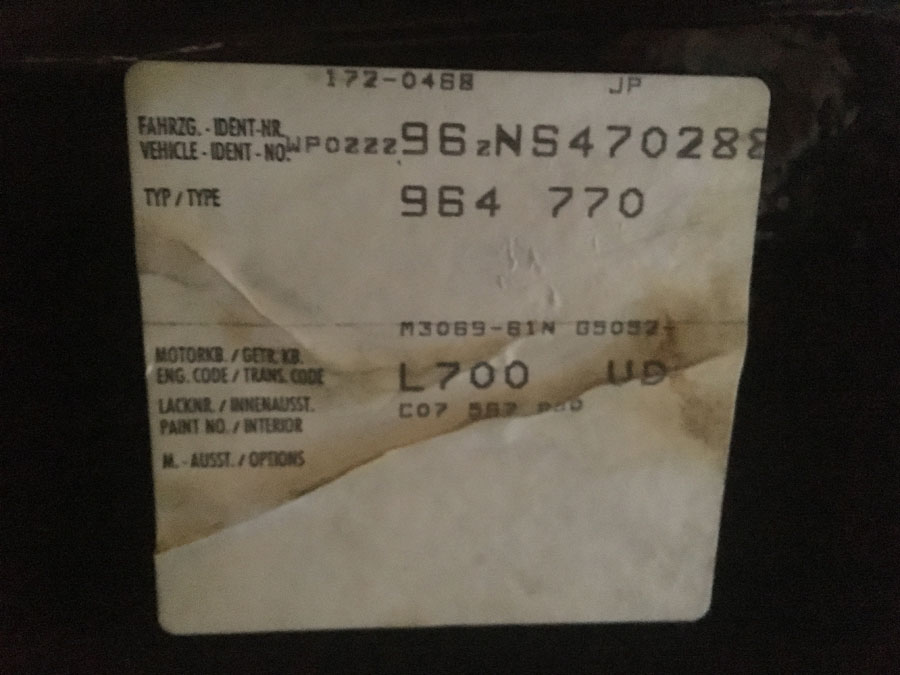 172-0468 JP
FAHRZG. - IDENT-NR.
VEHICLE - IDENT - NO. WP0ZZZ96ZNS470288
TYP / TYPE 964 770
M3069-61N G5052-
MOTORKB. / GETR. KB.
ENG. CODE / TRANS. CODE L700 UD
LACKNR. / INNENAUSST. C07
PAINT NO. / INTERIOR
M. - AUSST. / OPTIONS